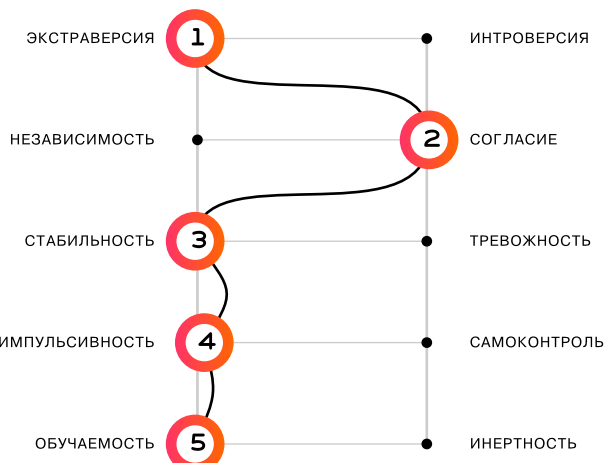 ЭКСТРАВЕРСИЯ 1 ИНТРОВЕРСИЯ
НЕЗАВИСИМОСТЬ 2 СОГЛАСИЕ
СТАБИЛЬНОСТЬ 3 ТРЕВОЖНОСТЬ
ИМПУЛЬСИВНОСТЬ 4 САМОКОНТРОЛЬ
ОБУЧАЕМОСТЬ 5 ИНЕРТНОСТЬ